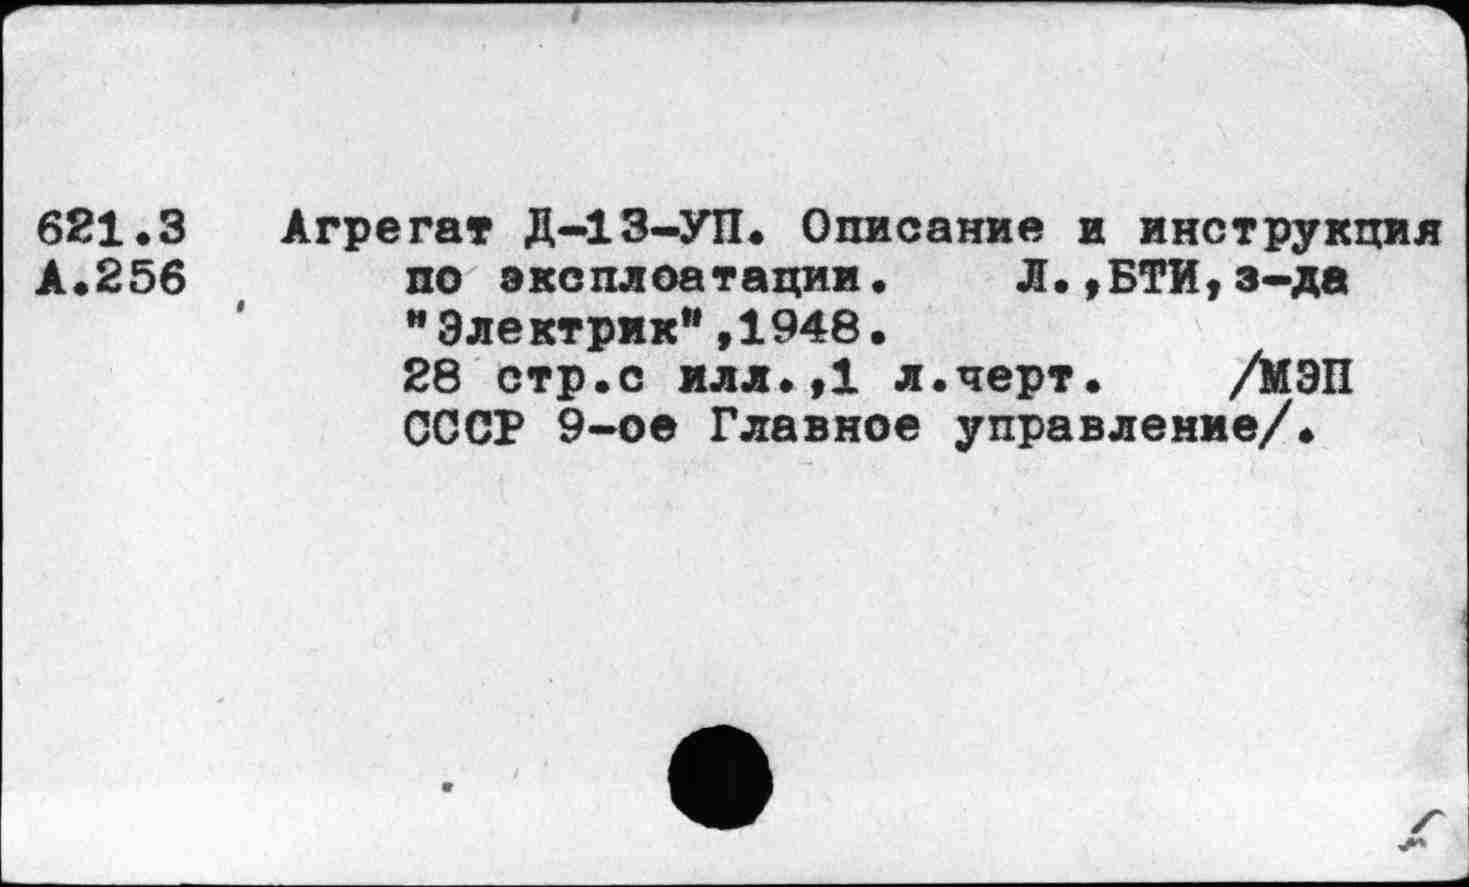 621.3 Агрегат Д-13-УП. Описание и инструкция
А.256 по эксплоатации. Л.,БТИ,з-да
"Электрик",1948.
28 стр.с илл.,1 л.черт. /МЭП
СССР 9-ое Главное управление/.